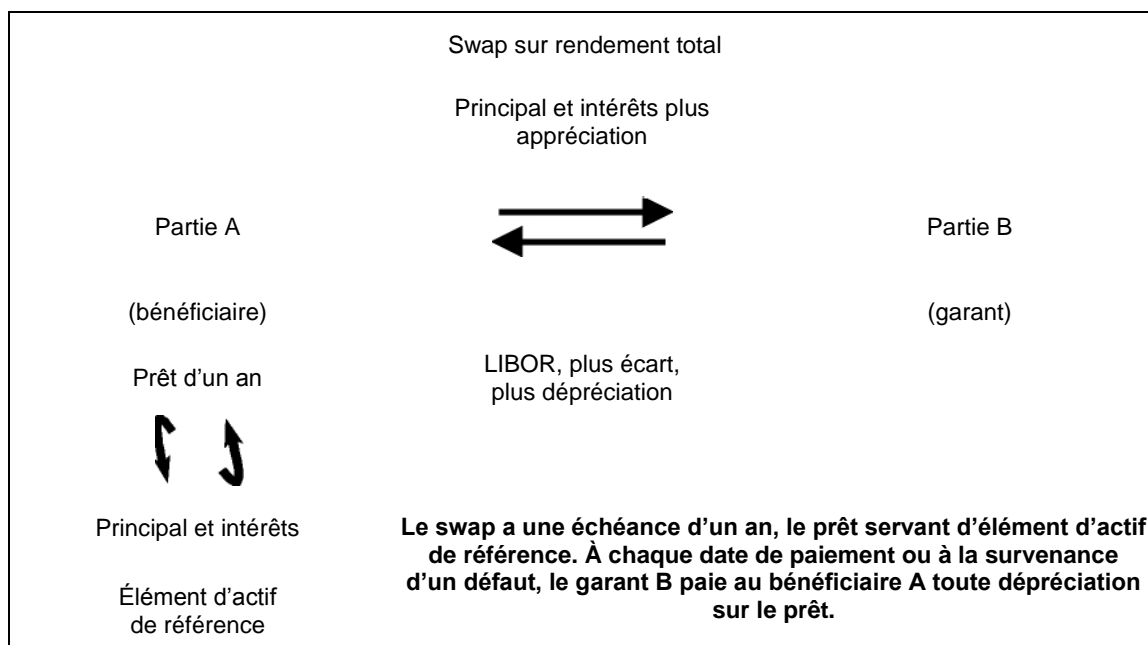 Swap sur rendement total
Principal et intérêts plus
appréciation
Partie A
Partie B
(bénéficiaire)
(garant)
Prêt d’un an
LIBOR, plus écart,
plus dépréciation
Principal et intérêts
Élément d’actif
de référence
Le swap a une échéance d’un an, le prêt servant d’élément d’actif
de référence. À chaque date de paiement ou à la survenance
d’un défaut, le garant B paie au bénéficiaire A toute dépréciation
sur le prêt.